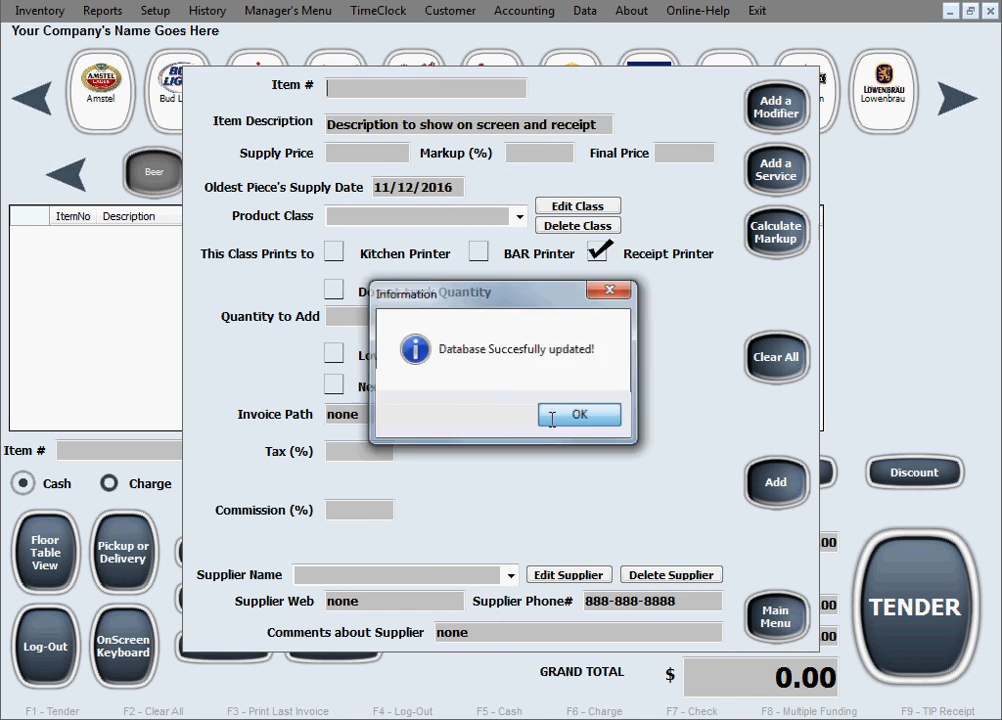 Inventory Reports Setup History Manager's Menu TimeClock Customer Accounting Data About Online-Help Exit
Your Company's Name Goes Here
AMSTEL
Amstel
BUD
LIG
Bud L
LÖWENBRÄU
Lowenbrau
Beer
ItemNo Description
Item #
Item Description Description to show on screen and receipt
Supply Price Markup (%) Final Price
Oldest Piece's Supply Date 11/12/2016
Product Class
Edit Class
Delete Class
This Class Prints to Kitchen Printer BAR Printer Receipt Printer
Quantity
Quantity to Add
Lo
Ne
Invoice Path none
Tax (%)
Commission (%)
Supplier Name Edit Supplier Delete Supplier
Supplier Web none Supplier Phone# 888-888-8888
Comments about Supplier none
Add a
Modifier
Add a
Service
Calculate
Markup
Clear All
Add
Main
Menu
Information
Database Succesfully updated!
OK
Item #
Cash Charge
Discount
Floor
Table
View
Pickup or
Delivery
Log-Out
OnScreen
Keyboard
00
00
00
TENDER
GRAND TOTAL $ 0.00
F1 - Tender F2 - Clear All F3 - Print Last Invoice F4 - Log-Out F5 - Cash F6 - Charge F7 - Check F8 - Multiple Funding F9 - TIP Receipt